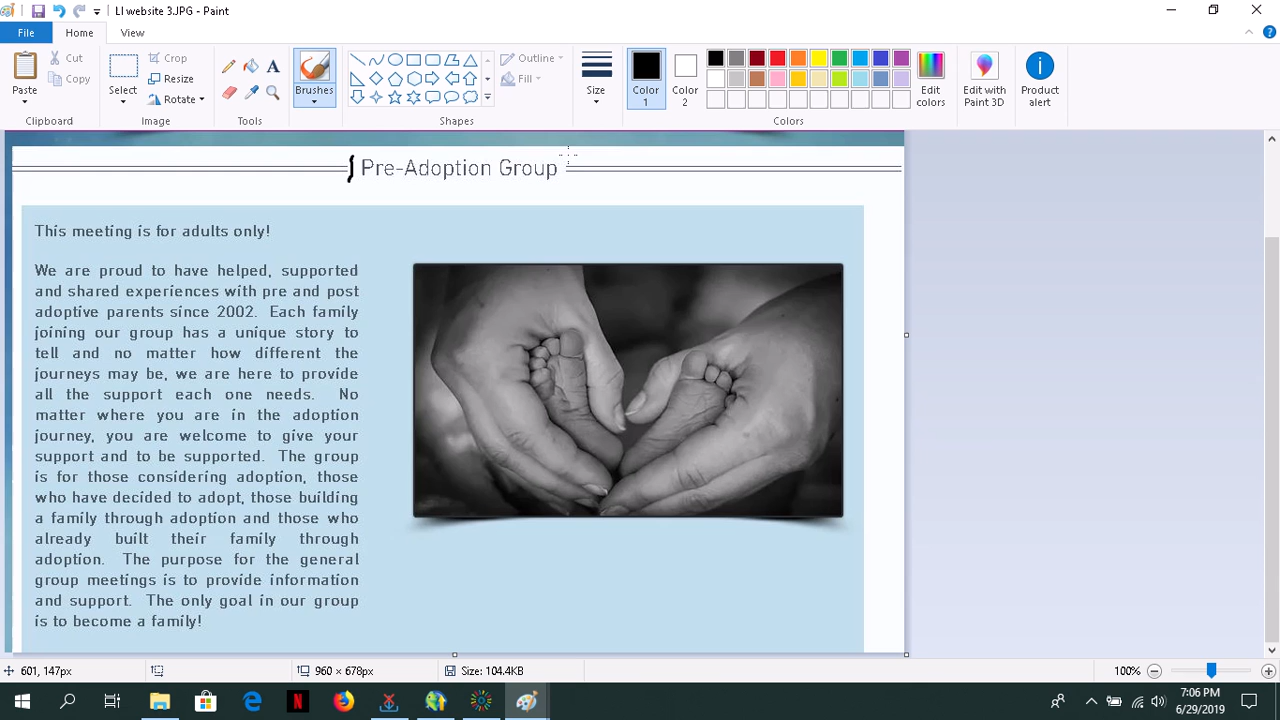 LI website 3.JPG - Paint
File Home View
Paste Cut Copy Clipboard
Select Crop Resize Rotate Image
Tools
Brushes
Shapes Outline Fill
Size
Color 1 Color 2 Edit colors Colors
Edit with Paint 3D
Product alert
Pre-Adoption Group
This meeting is for adults only!
We are proud to have helped, supported
and shared experiences with pre and post
adoptive parents since 2002. Each family
joining our group has a unique story to
tell and no matter how different the
journeys may be, we are here to provide
all the support each one needs. No
matter where you are in the adoption
journey, you are welcome to give your
support and to be supported. The group
is for those considering adoption, those
who have decided to adopt, those building
a family through adoption and those who
already built their family through
adoption. The purpose for the general
group meetings is to provide information
and support. The only goal in our group
is to become a family!
601, 147px 960 × 678px Size: 104.4KB 100%
7:06 PM
6/29/2019